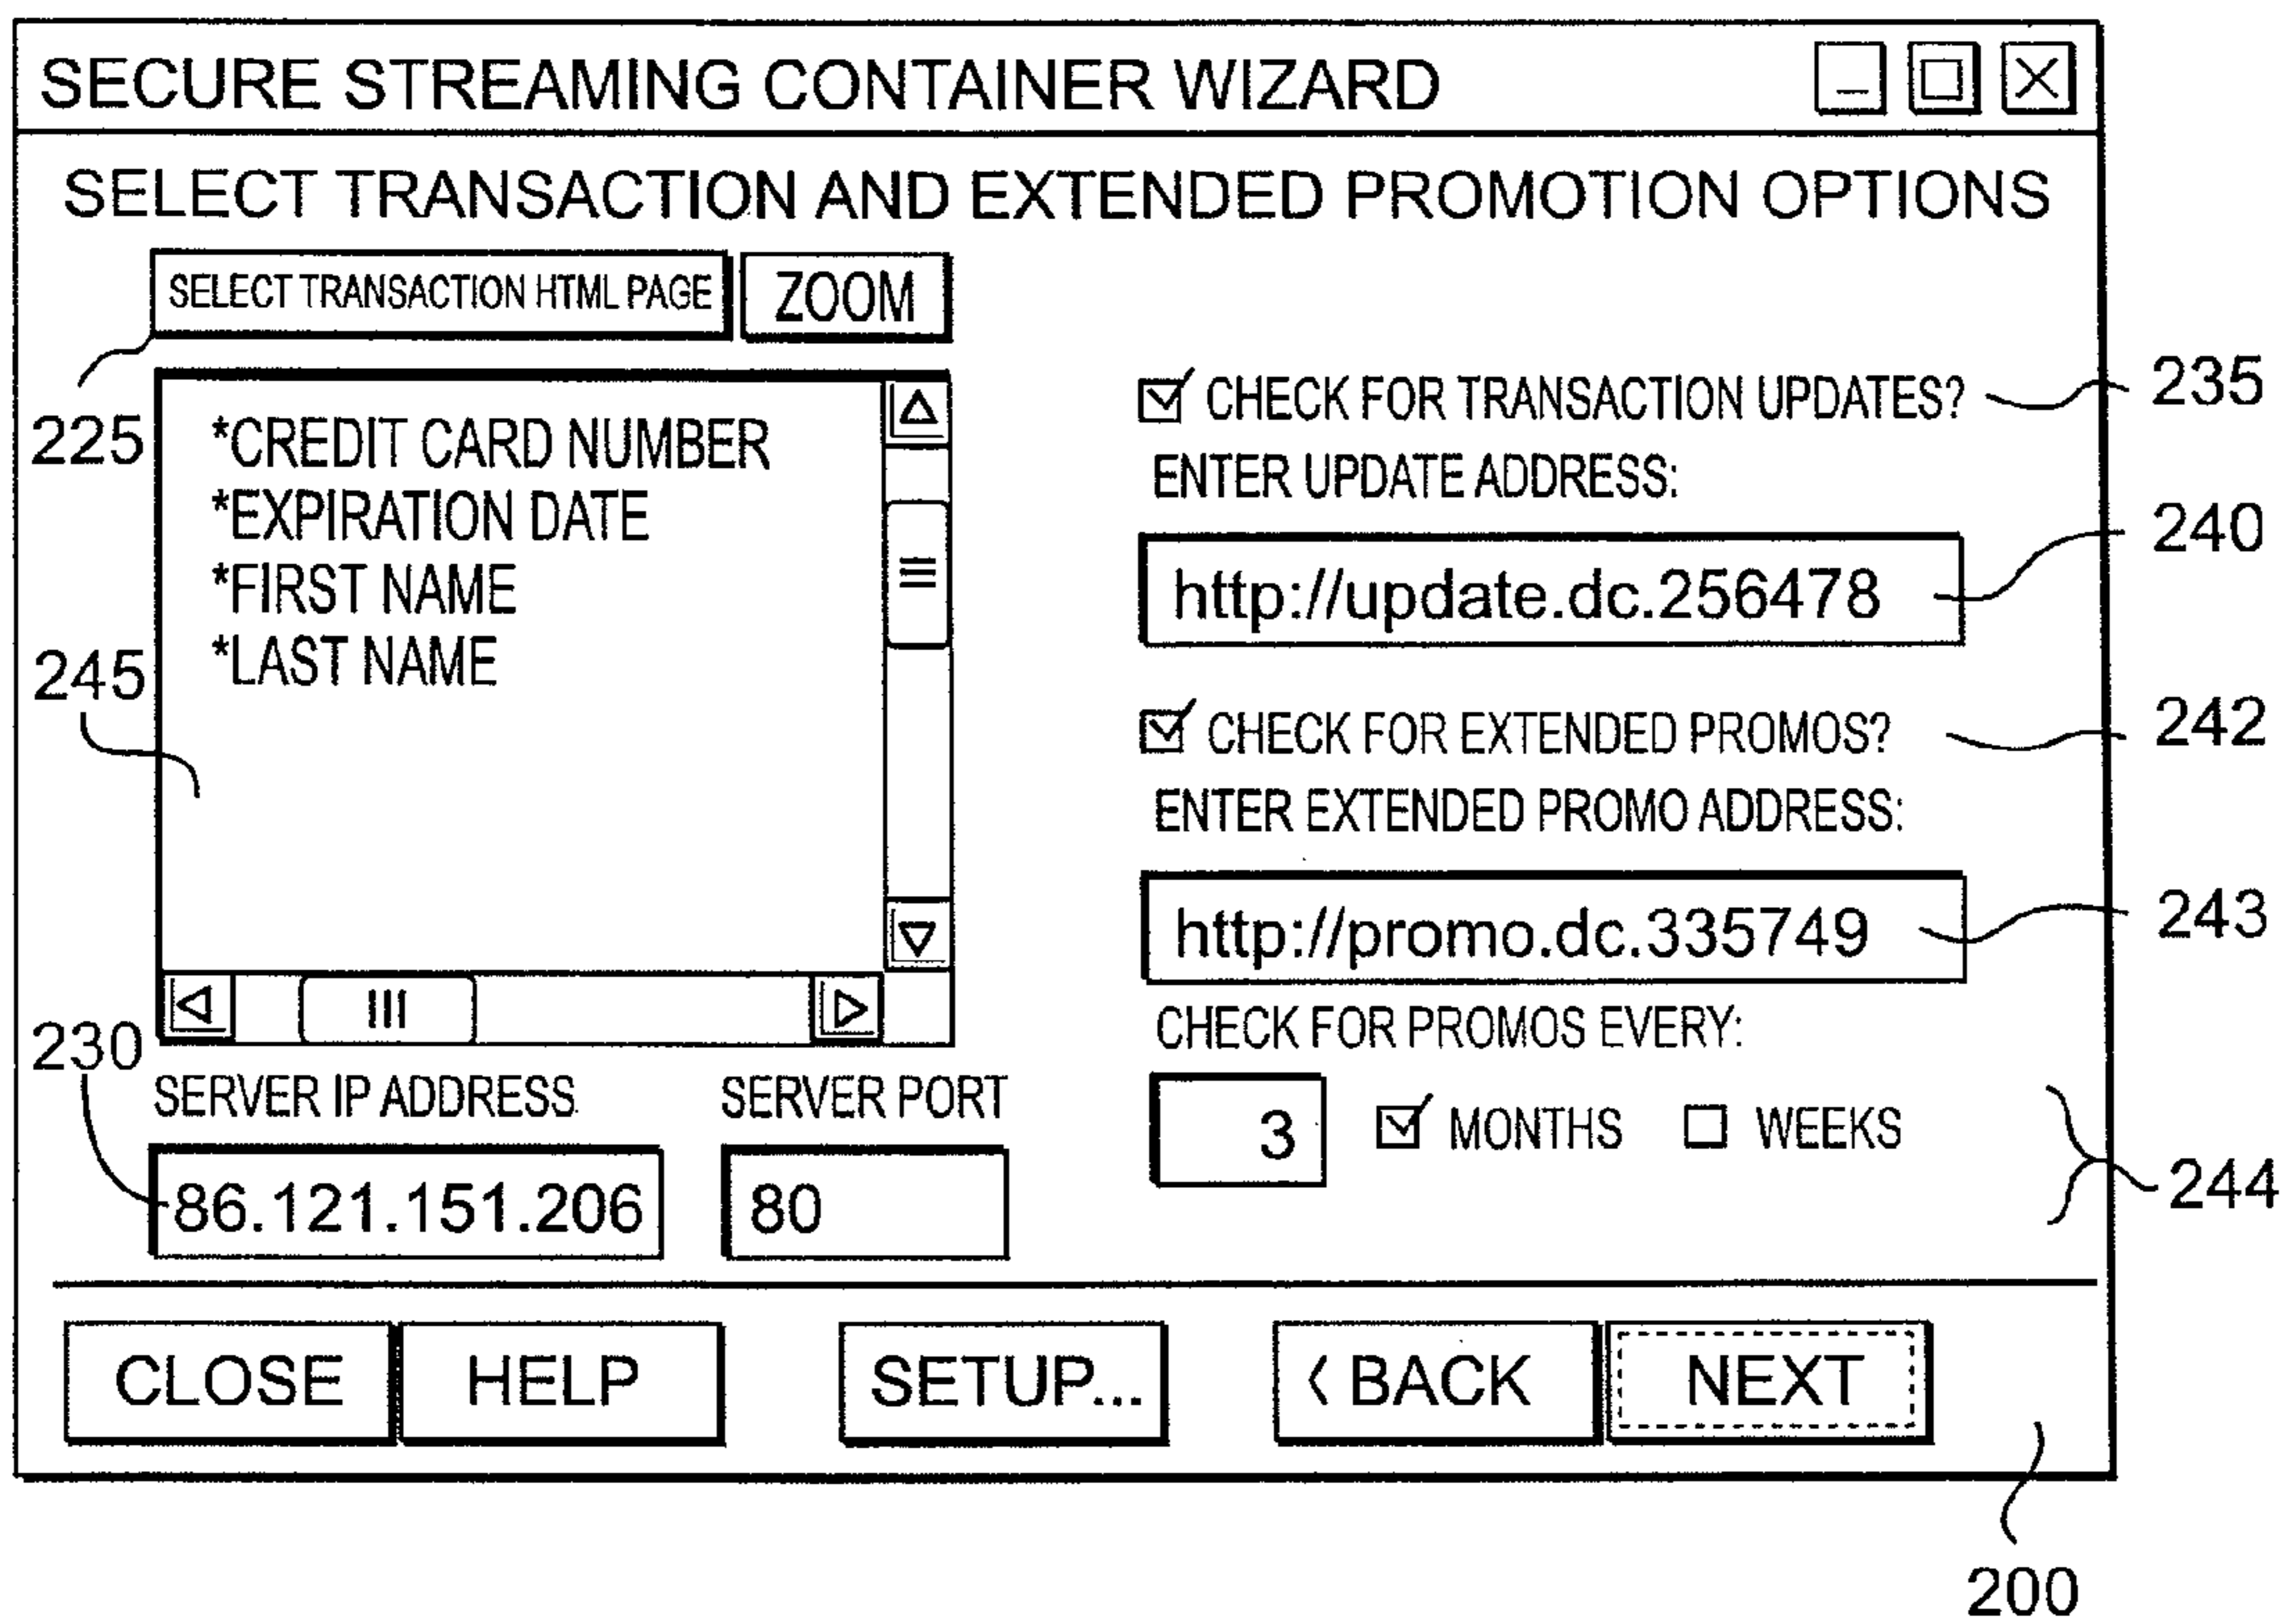 SECURE STREAMING CONTAINER WIZARD
SELECT TRANSACTION AND EXTENDED PROMOTION OPTIONS
SELECT TRANSACTION HTML PAGE
ZOOM
225
*CREDIT CARD NUMBER
*EXPIRATION DATE
*FIRST NAME
*LAST NAME
245
230
SERVER IP ADDRESS
SERVER PORT
86.121.151.206
80
CHECK FOR TRANSACTION UPDATES?
235
ENTER UPDATE ADDRESS:
http://update.dc.256478
240
CHECK FOR EXTENDED PROMOS?
242
ENTER EXTENDED PROMO ADDRESS:
http://promo.dc.335749
243
CHECK FOR PROMOS EVERY:
3
MONTHS
WEEKS
244
CLOSE
HELP
SETUP...
< BACK
NEXT
200